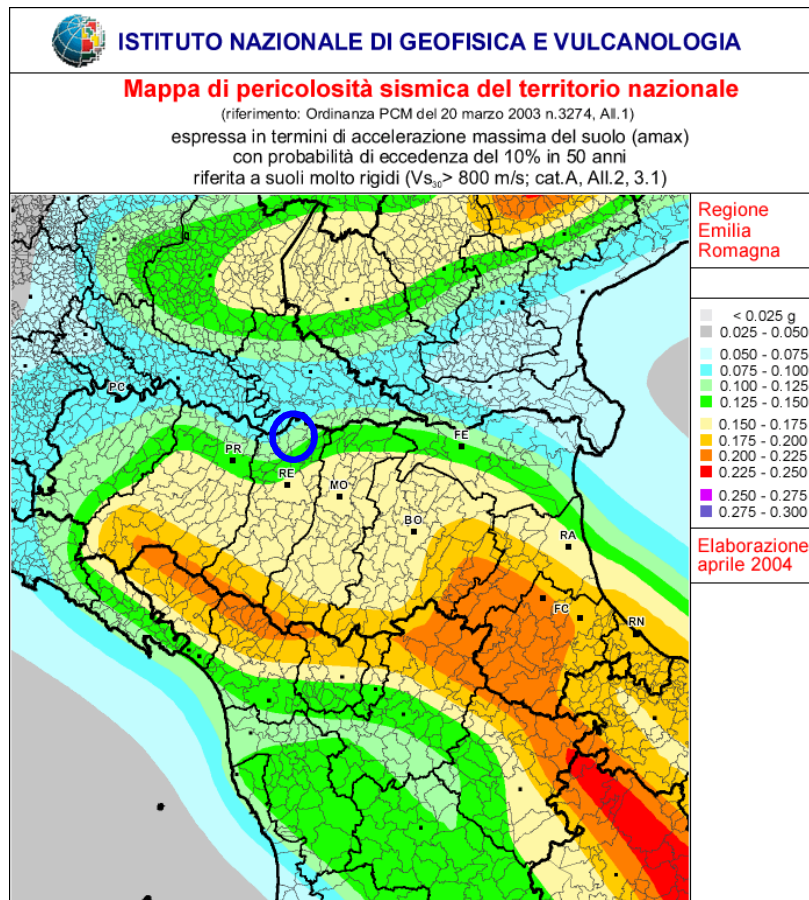 ISTITUTO NAZIONALE DI GEOFISICA E VULCANOLOGIA
Mappa di pericolosità sismica del territorio nazionale
(riferimento: Ordinanza PCM del 20 marzo 2003 n.3274, All.1)
espressa in termini di accelerazione massima del suolo (amax)
con probabilità di eccedenza del 10% in 50 anni
riferita a suoli molto rigidi (Vs₃₀> 800 m/s; cat.A, All.2, 3.1)
Regione
Emilia
Romagna
< 0.025 g
0.025 - 0.050
0.050 - 0.075
0.075 - 0.100
0.100 - 0.125
0.125 - 0.150
0.150 - 0.175
0.175 - 0.200
0.200 - 0.225
0.225 - 0.250
0.250 - 0.275
0.275 - 0.300
Elaborazione
aprile 2004
PC
PR
RE
MO
FE
BO
RA
FC
RN